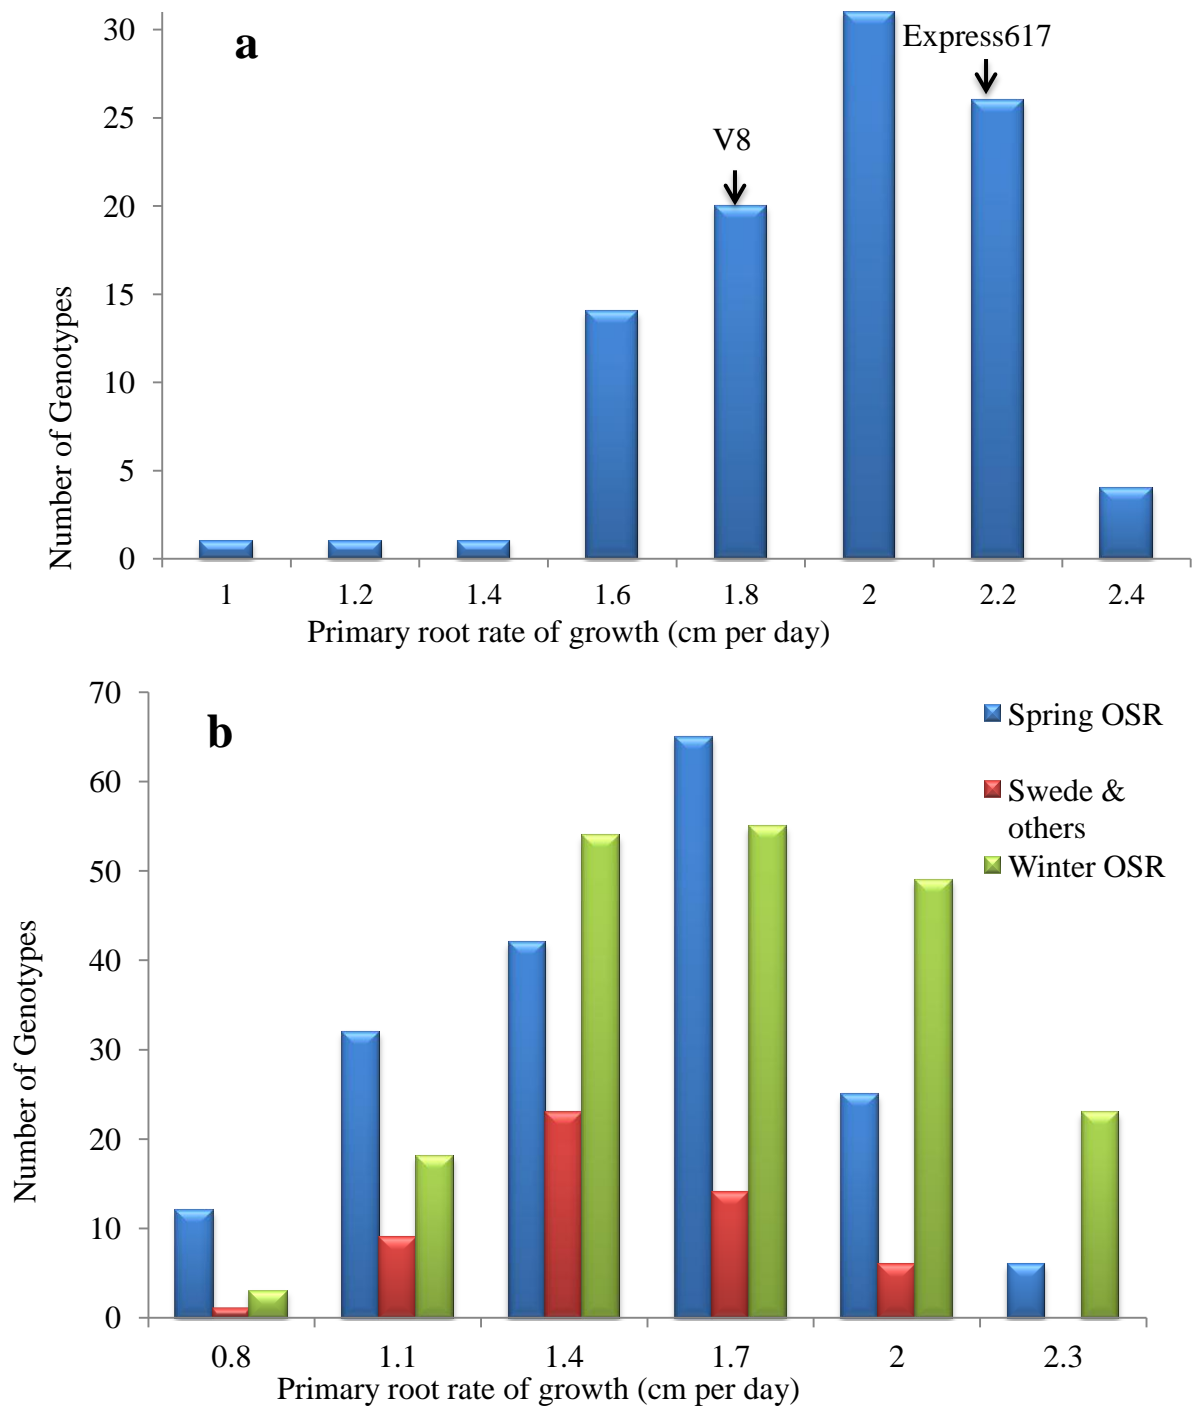 a
Express617
V8
30
25
20
15
10
5
0
Number of Genotypes
1 1.2 1.4 1.6 1.8 2 2.2 2.4
Primary root rate of growth (cm per day)
b
Spring OSR
Swede &
others
Winter OSR
70
60
50
40
30
20
10
0
Number of Genotypes
0.8 1.1 1.4 1.7 2 2.3
Primary root rate of growth (cm per day)